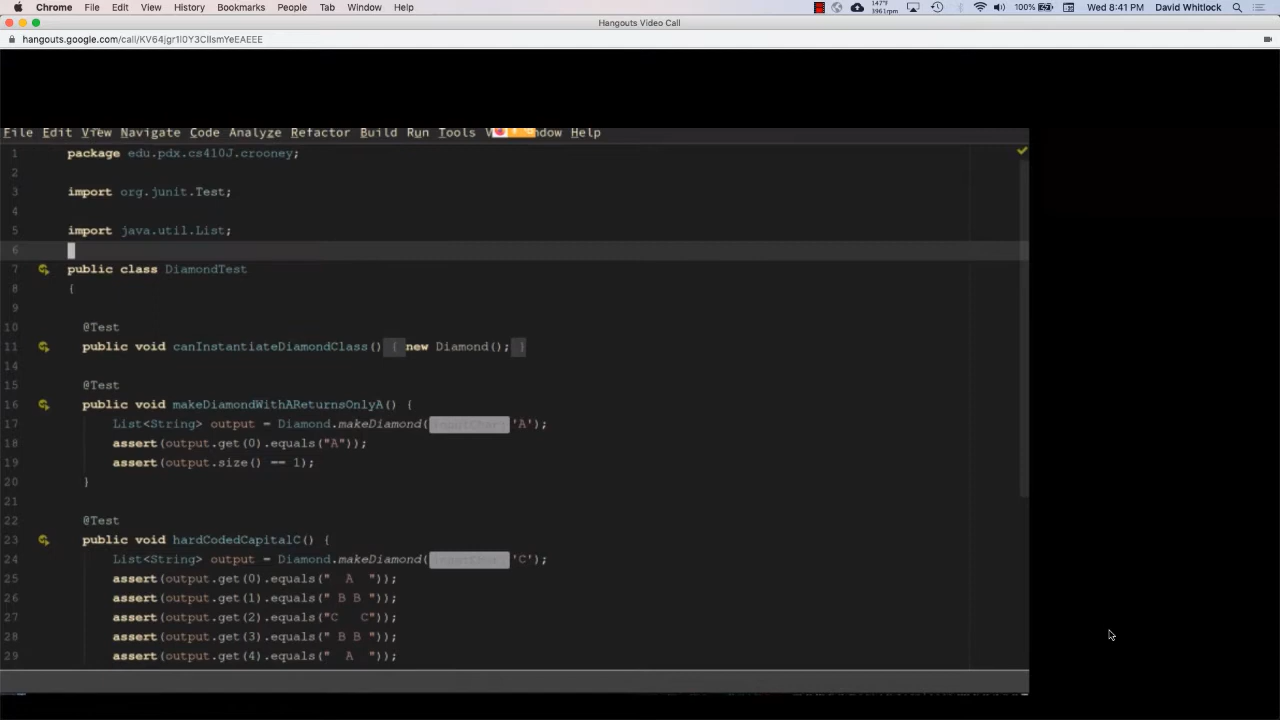 Chrome File Edit View History Bookmarks People Tab Window Help 147°F 3961rpm 100% Wed 8:41 PM David Whitlock
Hangouts Video Call
hangouts.google.com/call/KV64jgr1I0Y3CIlsmYeEAEEE
File Edit View Navigate Code Analyze Refactor Build Run Tools Window Help
1 package edu.pdx.cs410J.crooney;
2
3 import org.junit.Test;
4
5 import java.util.List;
6
7 public class DiamondTest
8 {
9
10 @Test
11 public void canInstantiateDiamondClass() { new Diamond(); }
14
15 @Test
16 public void makeDiamondWithAReturnsOnlyA() {
17 List<String> output = Diamond.makeDiamond( inputChar: 'A');
18 assert(output.get(0).equals("A"));
19 assert(output.size() == 1);
20 }
21
22 @Test
23 public void hardCodedCapitalC() {
24 List<String> output = Diamond.makeDiamond( inputChar: 'C');
25 assert(output.get(0).equals("  A  "));
26 assert(output.get(1).equals(" B B "));
27 assert(output.get(2).equals("C   C"));
28 assert(output.get(3).equals(" B B "));
29 assert(output.get(4).equals("  A  "));